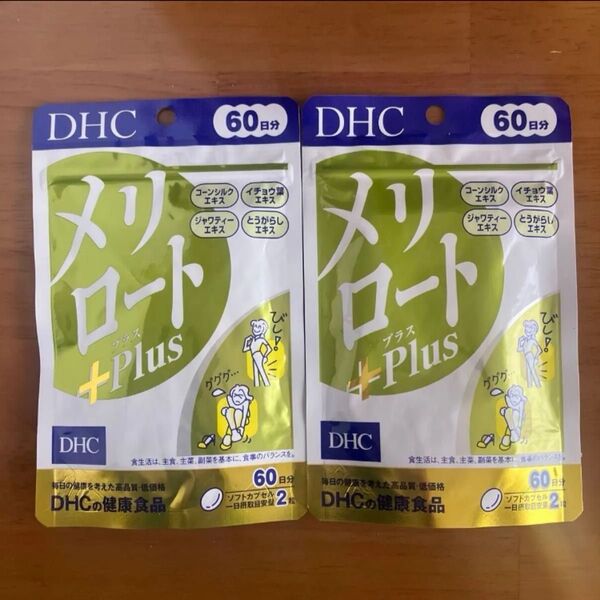 DHC
60日分
メリ
ロート
プラス
+Plus
コーンシルク
エキス
イチョウ葉
エキス
ジャワティー
エキス
とうがらし
エキス
びし!
グググ…
DHC
食生活は、主食、主菜、副菜を基本に、食事のバランスを。
毎日の健康を考えた高品質・低価格
DHCの健康食品
60日分
ソフトカプセル
一日摂取目安量2粒
DHC
60日分
メリ
ロート
プラス
+Plus
コーンシルク
エキス
イチョウ葉
エキス
ジャワティー
エキス
とうがらし
エキス
びし!
グググ…
DHC
食生活は、主食、主菜、副菜を基本に、食事のバランスを。
毎日の健康を考えた高品質・低価格
DHCの健康食品
60日分
ソフトカプセル
一日摂取目安量2粒